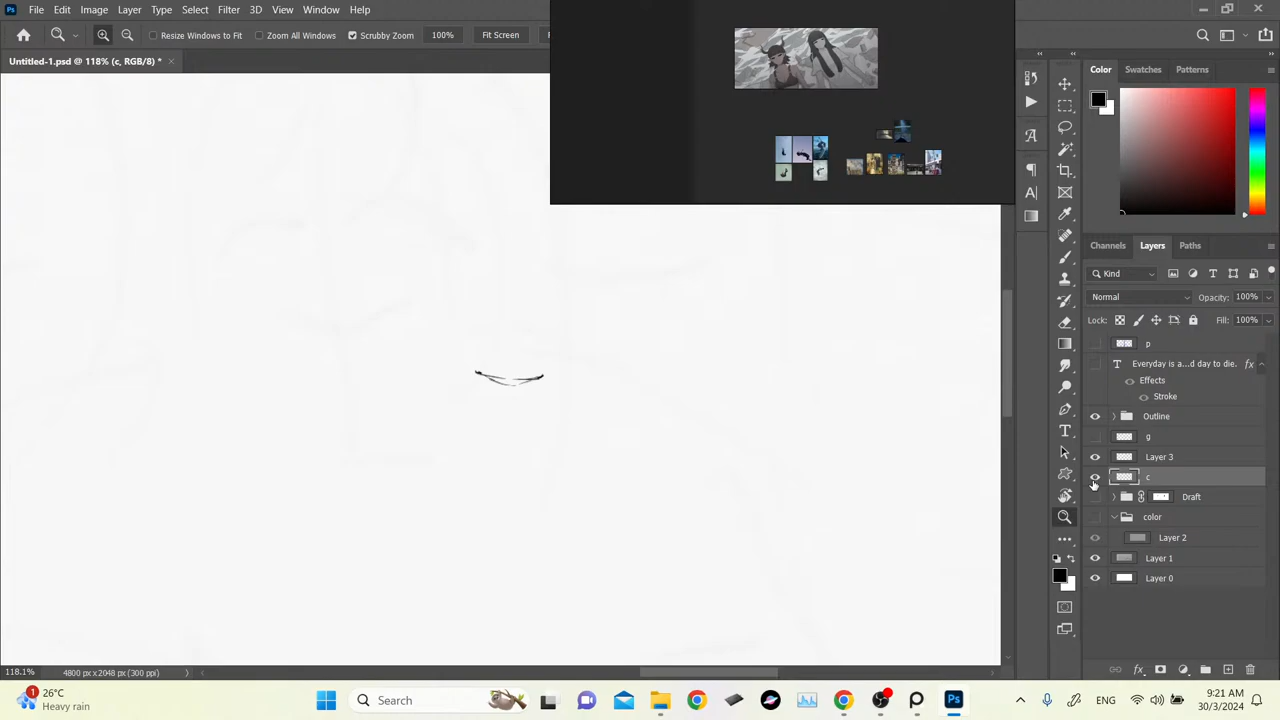 File Edit Image Layer Type Select Filter 3D View Window Help
Resize Windows to Fit All Windows Scrubby Zoom 100% Fit Screen
Untitled-1.psd @ 118% (c, RGB/8) *
Color Swatches Patterns
Channels Layers Paths
Kind
Normal Opacity: 100%
Lock: Fill: 100%
p
T Everyday is a...d day to die.
Effects
Stroke
Outline
g
Layer 3
c
Draft
color
Layer 2
Layer 1
Layer 0
118.1% 4800 px x 2048 px (300 ppi)
1 26°C
Heavy rain
Search
ENG
9:21 AM
30/3/2024